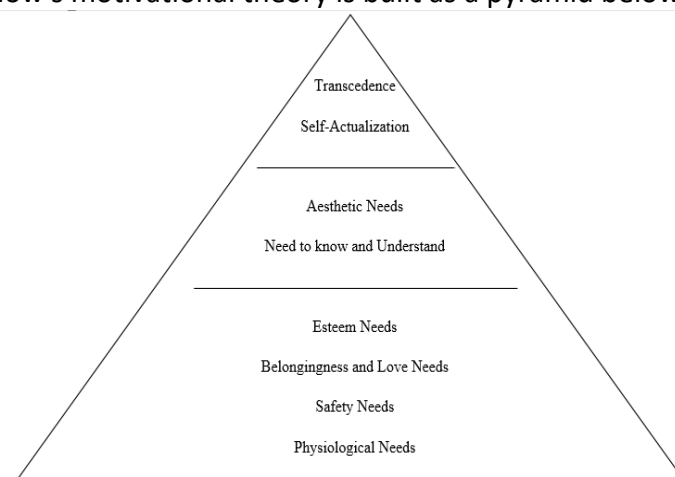 low's motivational theory is built as a pyramid below
Transcedence
Self-Actualization
Aesthetic Needs
Need to know and Understand
Esteem Needs
Belongingness and Love Needs
Safety Needs
Physiological Needs